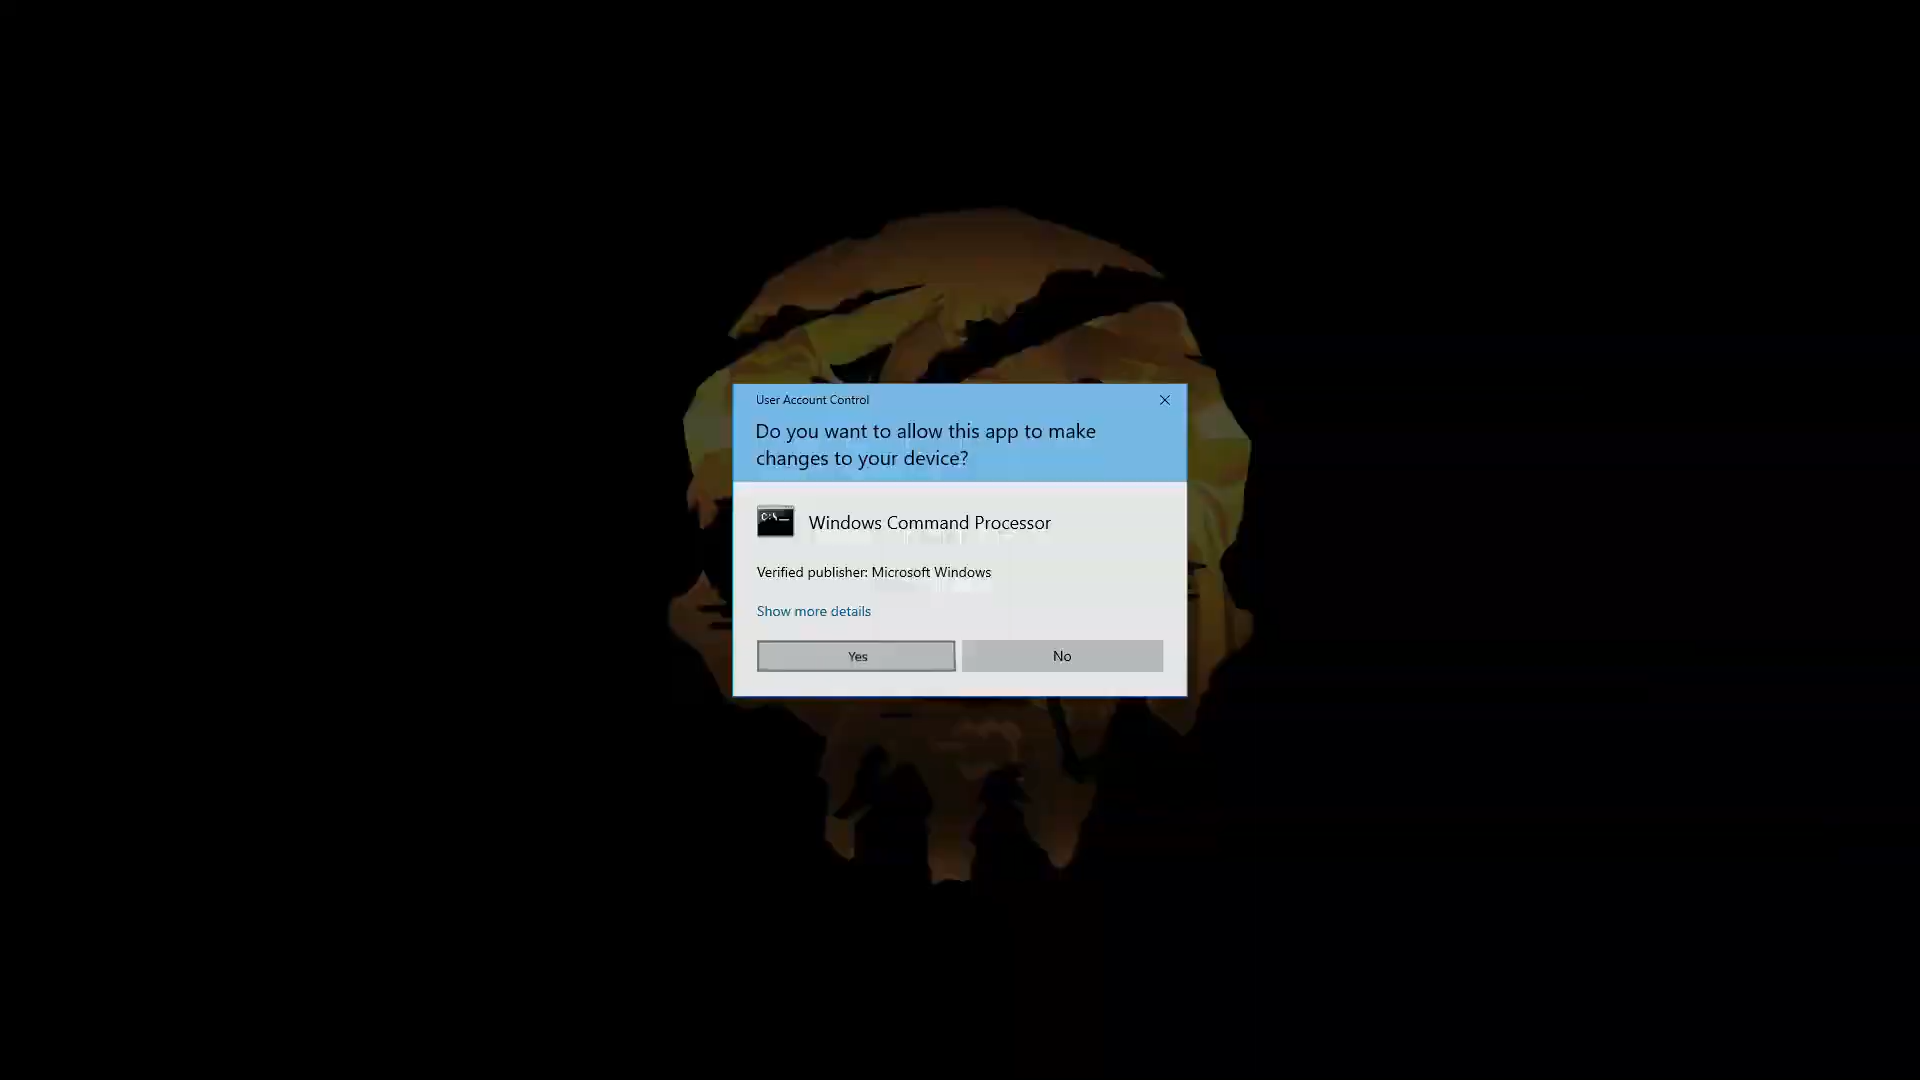 User Account Control
Do you want to allow this app to make
changes to your device?
C:\_
Windows Command Processor
Verified publisher: Microsoft Windows
Show more details
Yes
No